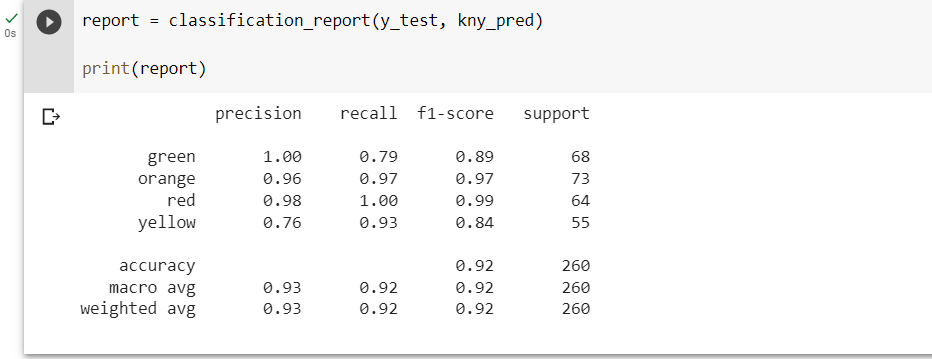 report = classification_report(y_test, kny_pred)
0s
print(report)
precision recall f1-score support
green 1.00 0.79 0.89 68
orange 0.96 0.97 0.97 73
red 0.98 1.00 0.99 64
yellow 0.76 0.93 0.84 55
accuracy 0.92 260
macro avg 0.93 0.92 0.92 260
weighted avg 0.93 0.92 0.92 260